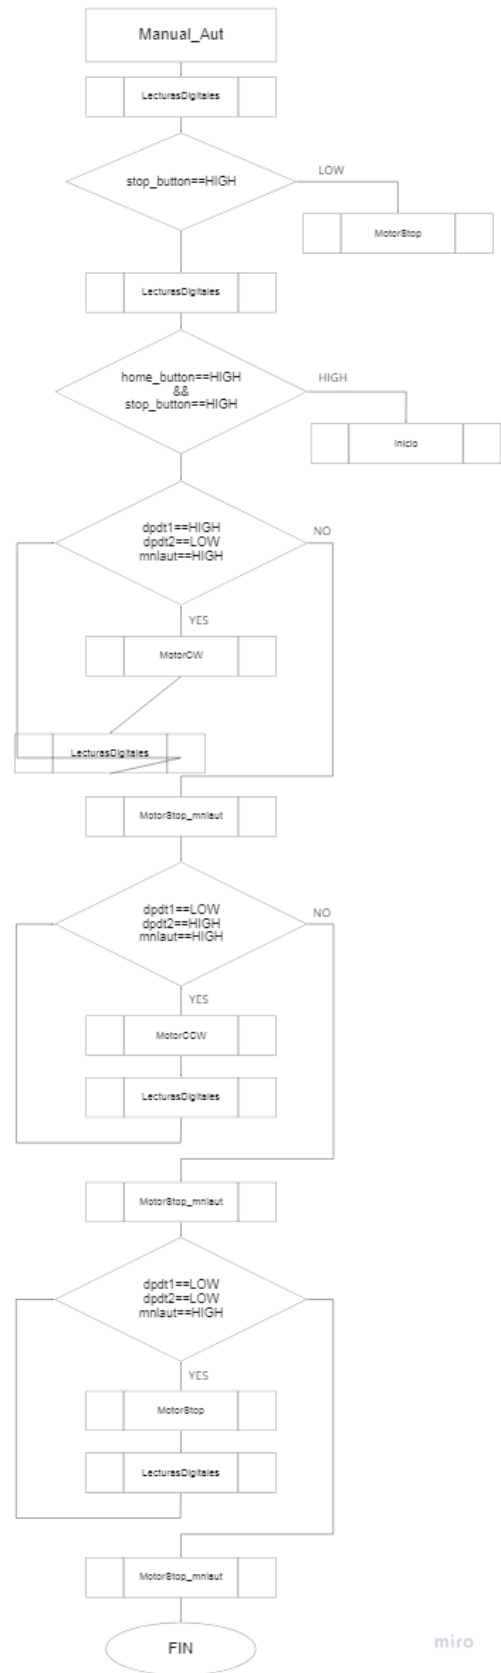 Manual_Aut
LecturasDigitales
stop_button==HIGH
LOW
MotorStop
LecturasDigitales
home_button==HIGH
&&
stop_button==HIGH
HIGH
Inicio
dpdt1==HIGH
dpdt2==LOW
mnlaut==HIGH
NO
YES
MotorCW
LecturasDigitales
MotorStop_mnlaut
dpdt1==LOW
dpdt2==HIGH
mnlaut==HIGH
NO
YES
MotorCCW
LecturasDigitales
MotorStop_mnlaut
dpdt1==LOW
dpdt2==LOW
mnlaut==HIGH
YES
MotorStop
LecturasDigitales
MotorStop_mnlaut
FIN
miro